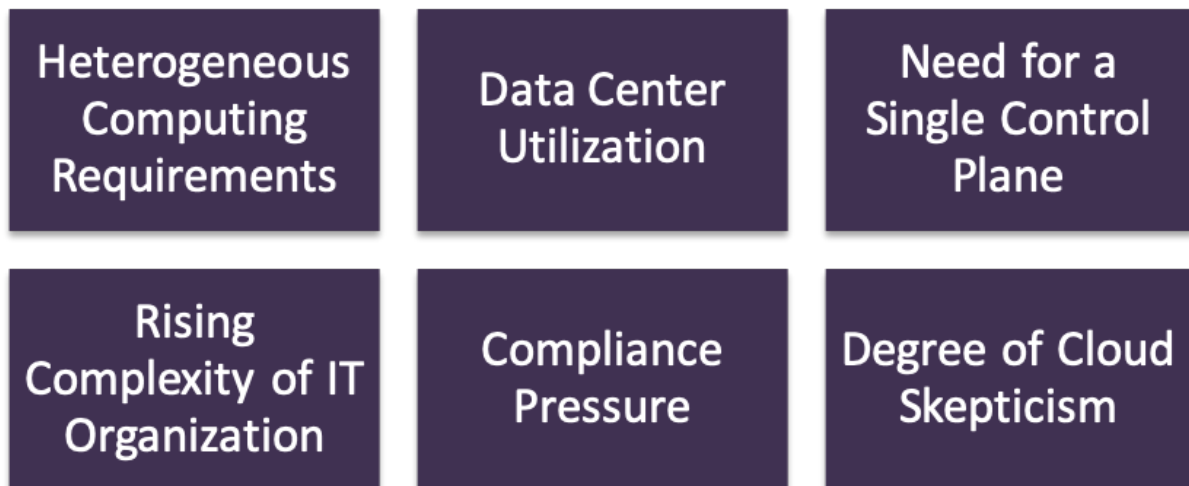 Heterogeneous
Computing
Requirements
Data Center
Utilization
Need for a
Single Control
Plane
Rising
Complexity of IT
Organization
Compliance
Pressure
Degree of Cloud
Skepticism